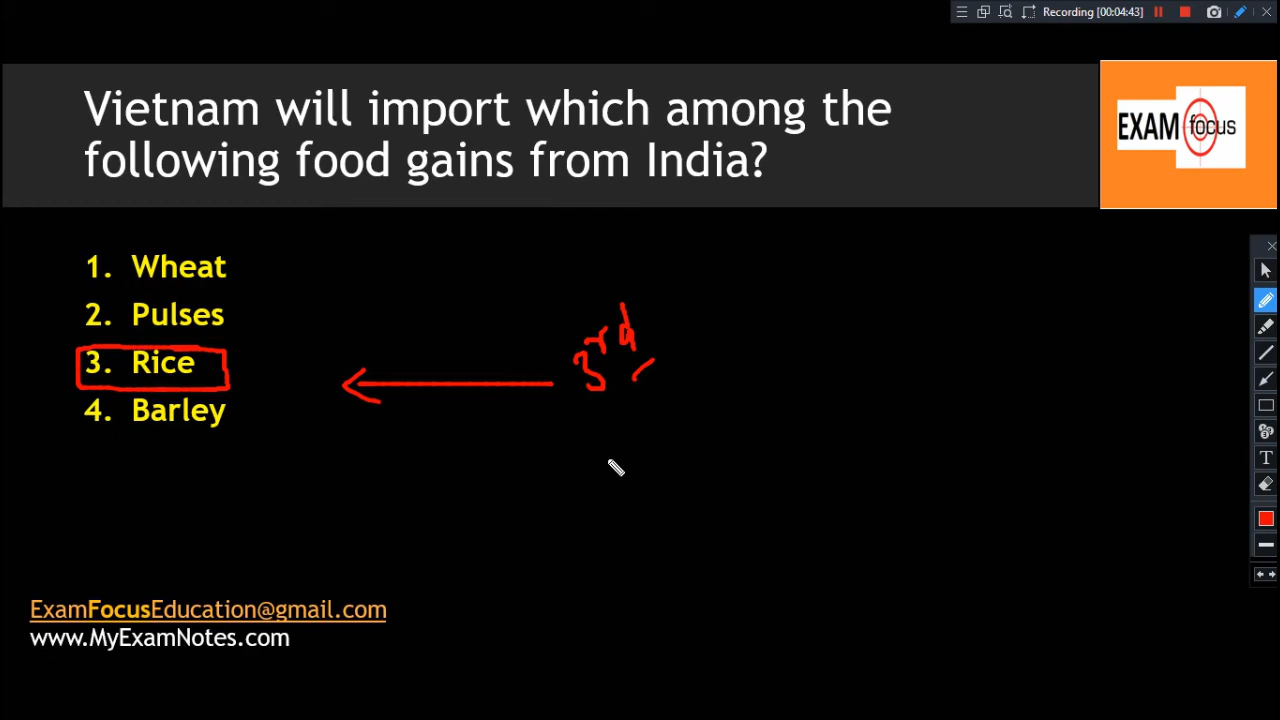 Recording [00:04:43]
Vietnam will import which among the
following food gains from India?
EXAM focus
1. Wheat
2. Pulses
3. Rice
4. Barley
3rd
T
ExamFocusEducation@gmail.com
www.MyExamNotes.com